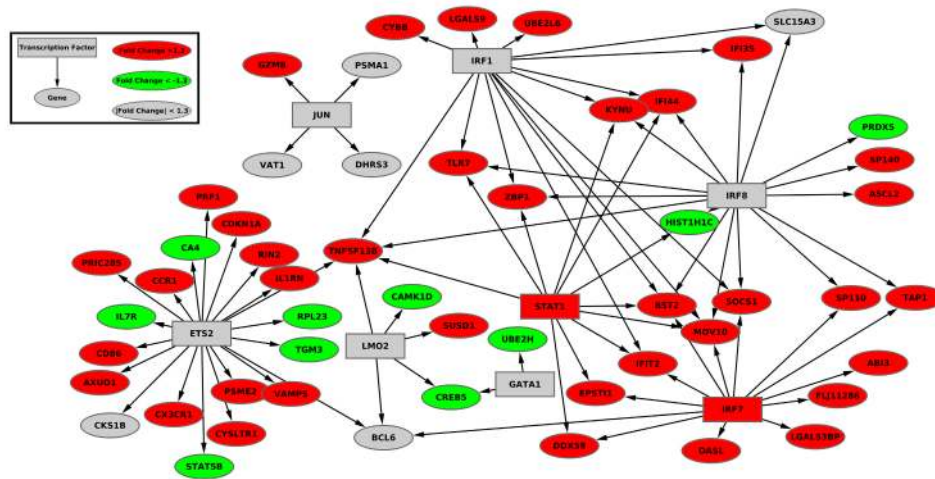 Transcription Factor
Gene
Fold Change >1.3
Fold Change < -1.3
|Fold Change| < 1.3
CYBB
LGALS9
UBE2L6
SLC15A3
GZMB
PSMA1
IRF1
IFI35
JUN
KYNU
IFI44
PRDX5
VAT1
DHRS3
TLR7
SP140
PRF1
ZBP1
IRF8
ASCL2
CDKN1A
HIST1H1C
CA4
RIN2
TNFSF13B
PRIC285
CCR1
IL1RN
CAMK1D
STAT1
BST2
SOCS1
SP110
TAP1
IL7R
RPL23
SUSD1
MOV10
ETS2
LMO2
UBE2H
CD86
TGM3
IFIT2
ABI3
AXUD1
PSME2
VAMP5
GATA1
CREB5
EPSTI1
FLJ11286
CX3CR1
IRF7
CKS1B
CYSLTR1
BCL6
LGALS3BP
DDX58
OASL
STAT5B